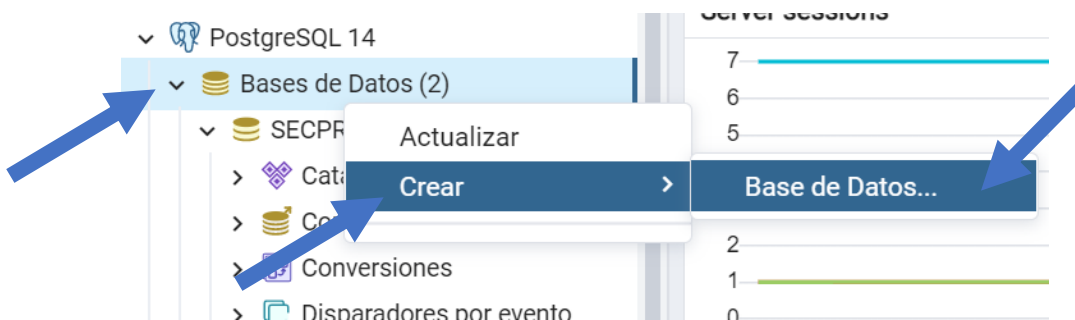 PostgreSQL 14
Bases de Datos (2)
Actualizar
Crear
Base de Datos...
Conversiones
Disparadores por evento
Server sessions
7
6
5
2
1
0